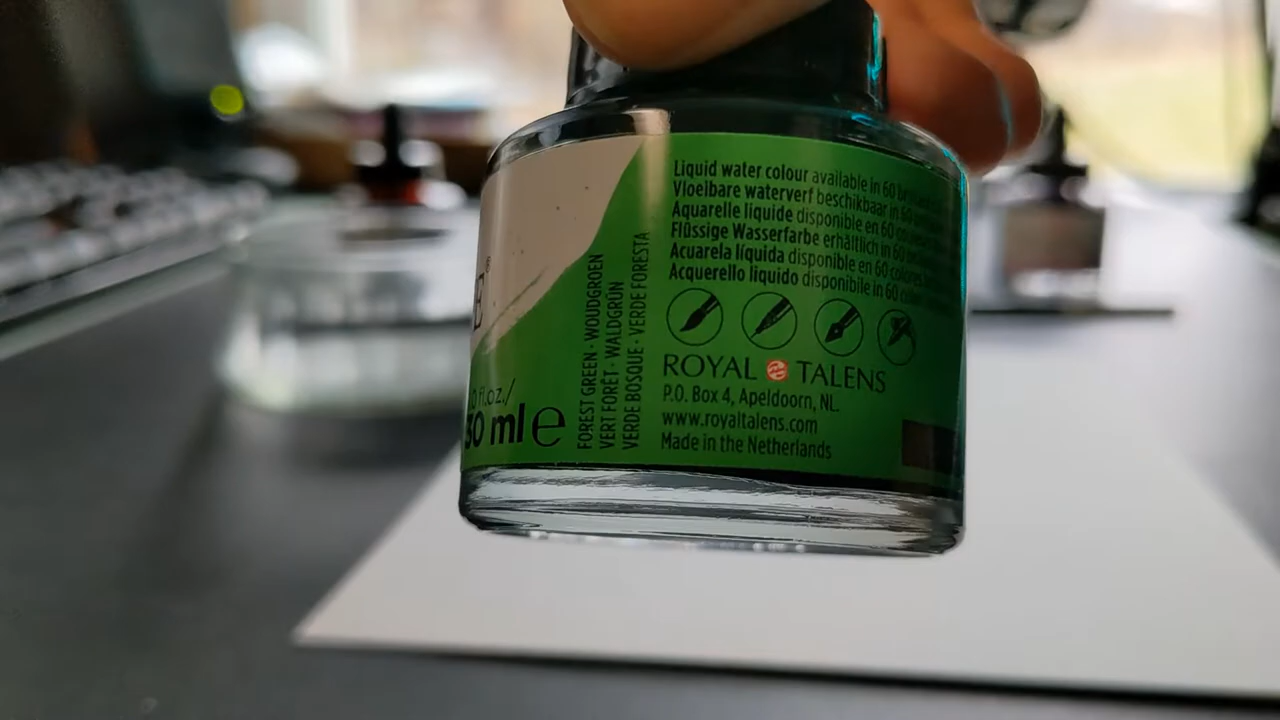 E®
0 fl.oz./
30 ml e
FOREST GREEN · WOUDGROEN
VERT FORÊT · WALDGRÜN
VERDE BOSQUE · VERDE FORESTA
Liquid water colour available in 60
Vloeibare waterverf beschikbaar in 60
Aquarelle liquide disponible en 60
Flüssige Wasserfarbe erhältlich in 60
Acuarela líquida disponible en 60 colores
Acquerello liquido disponibile in 60
ROYAL TALENS
P.O. Box 4, Apeldoorn, NL.
www.royaltalens.com
Made in the Netherlands